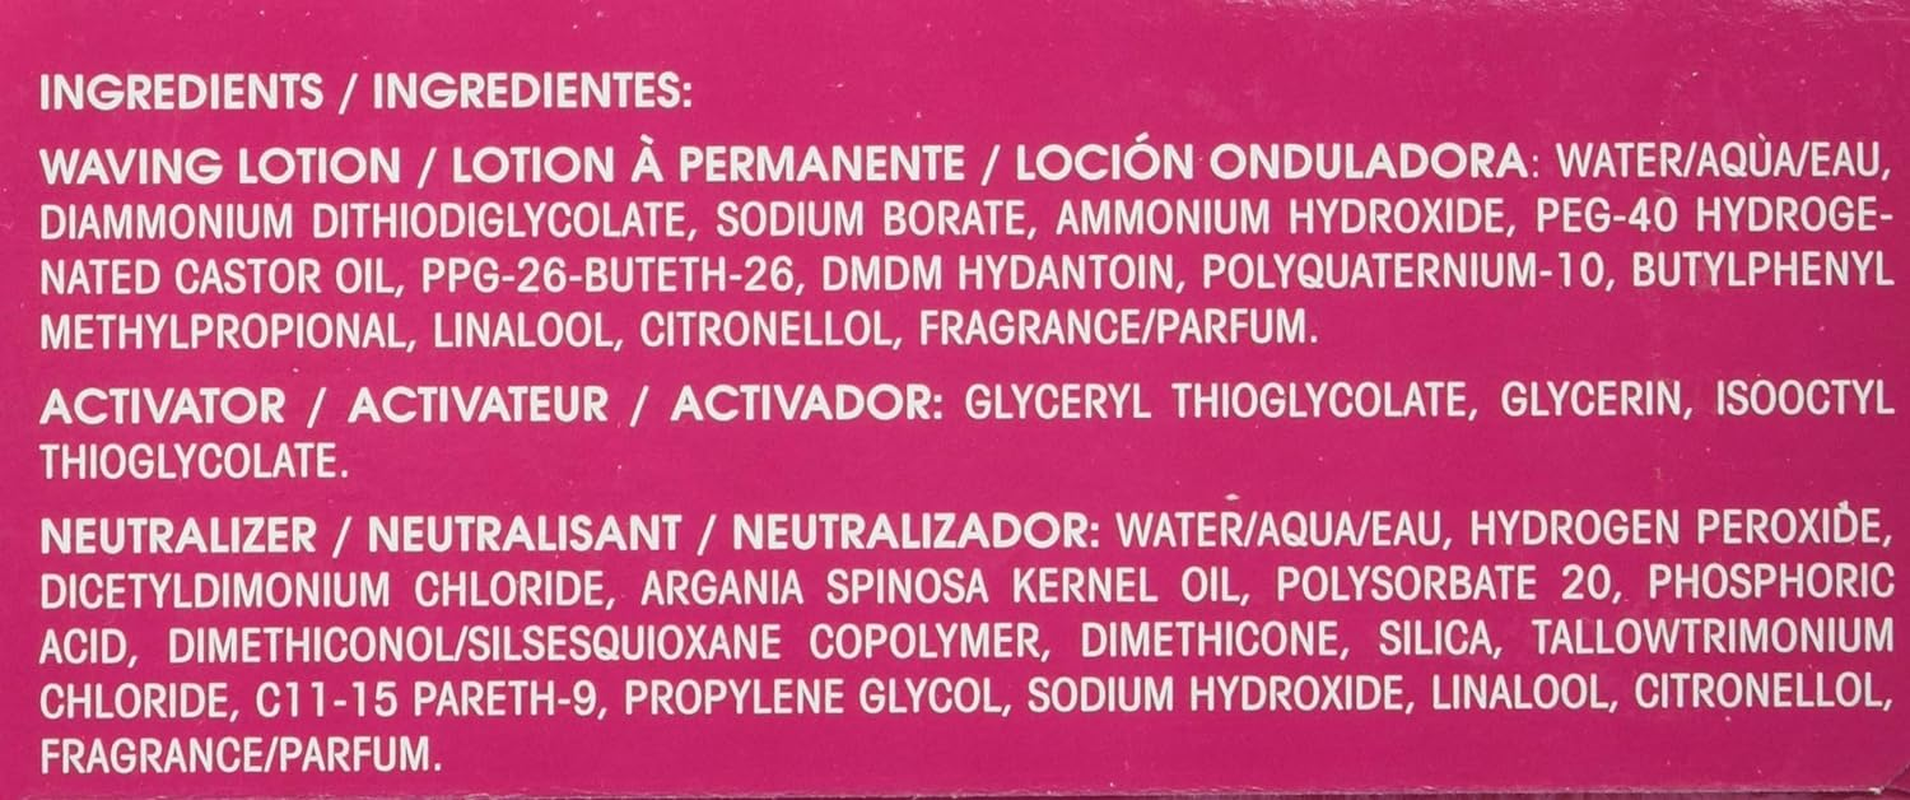 INGREDIENTS / INGREDIENTES:
WAVING LOTION / LOTION À PERMANENTE / LOCIÓN ONDULADORA: WATER/AQUA/EAU,
DIAMMONIUM DITHIODIGLYCOLATE, SODIUM BORATE, AMMONIUM HYDROXIDE, PEG-40 HYDROGE-
NATED CASTOR OIL, PPG-26-BUTETH-26, DMDM HYDANTOIN, POLYQUATERNIUM-10, BUTYLPHENYL
METHYLPROPIONAL, LINALOOL, CITRONELLOL, FRAGRANCE/PARFUM.
ACTIVATOR / ACTIVATEUR / ACTIVADOR: GLYCERYL THIOGLYCOLATE, GLYCERIN, ISOOCTYL
THIOGLYCOLATE.
NEUTRALIZER / NEUTRALISANT / NEUTRALIZADOR: WATER/AQUA/EAU, HYDROGEN PEROXIDE,
DICETYLDIMONIUM CHLORIDE, ARGANIA SPINOSA KERNEL OIL, POLYSORBATE 20, PHOSPHORIC
ACID, DIMETHICONOL/SILSESQUIOXANE COPOLYMER, DIMETHICONE, SILICA, TALLOWTRIMONIUM
CHLORIDE, C11-15 PARETH-9, PROPYLENE GLYCOL, SODIUM HYDROXIDE, LINALOOL, CITRONELLOL,
FRAGRANCE/PARFUM.